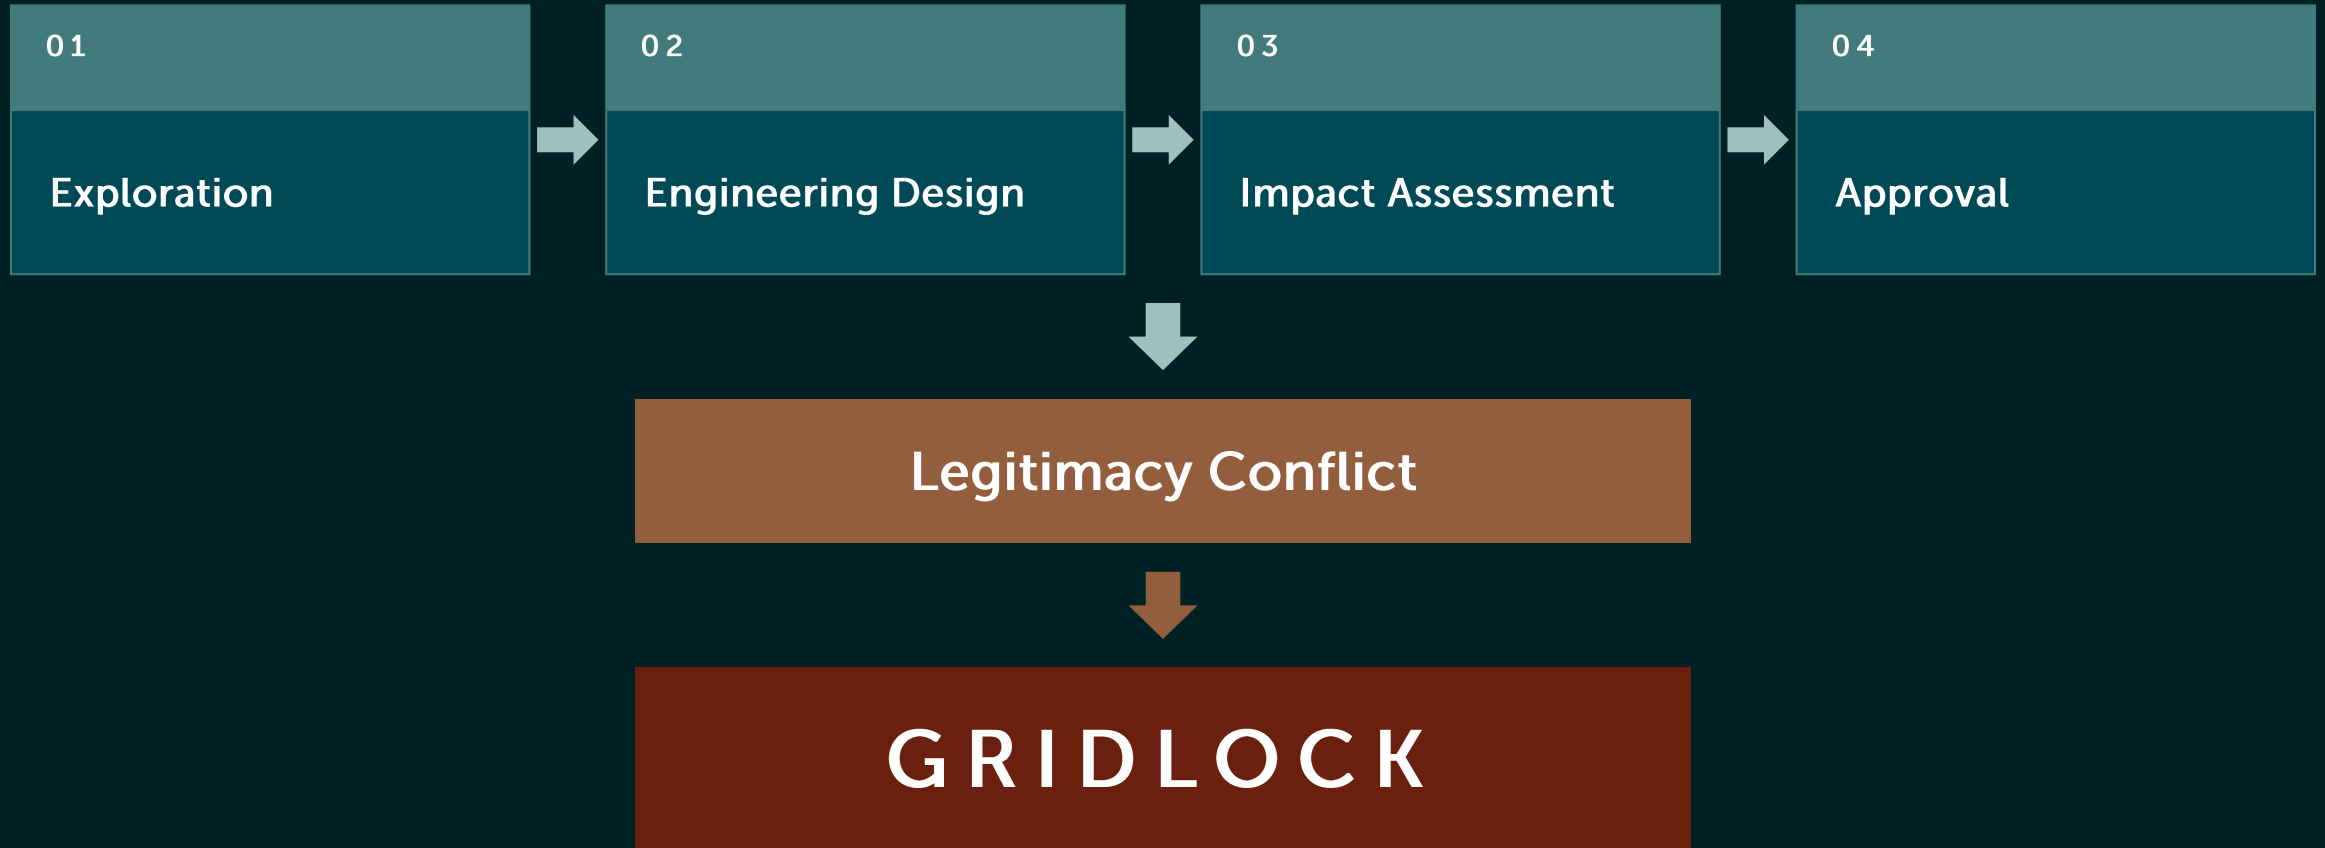 01
02
03
04
Exploration
Engineering Design
Impact Assessment
Approval
Legitimacy Conflict
GRIDLOCK